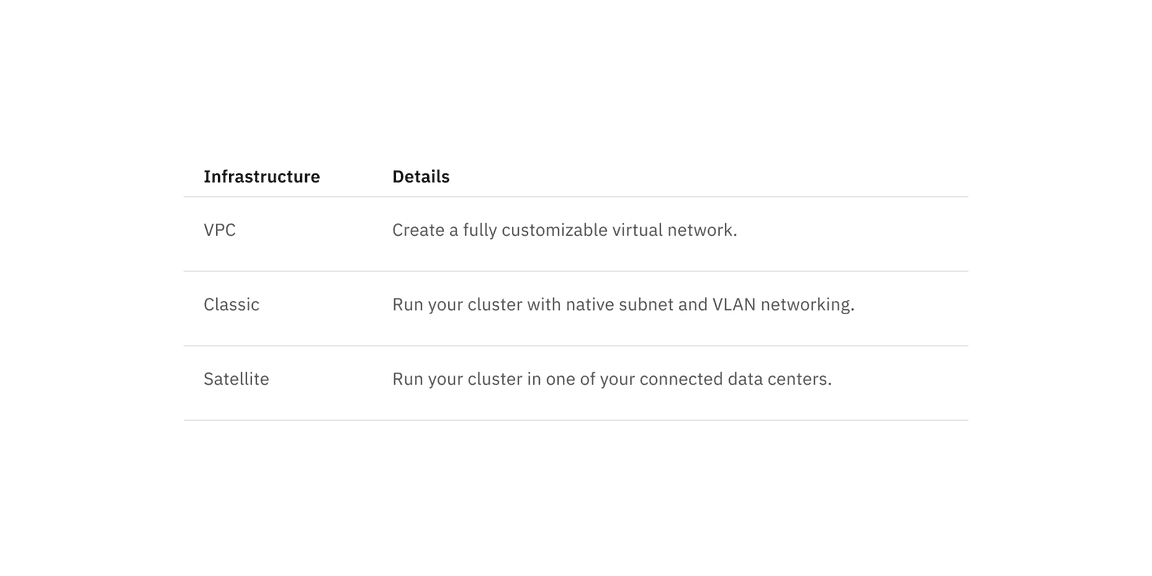 Infrastructure Details
VPC Create a fully customizable virtual network.
Classic Run your cluster with native subnet and VLAN networking.
Satellite Run your cluster in one of your connected data centers.